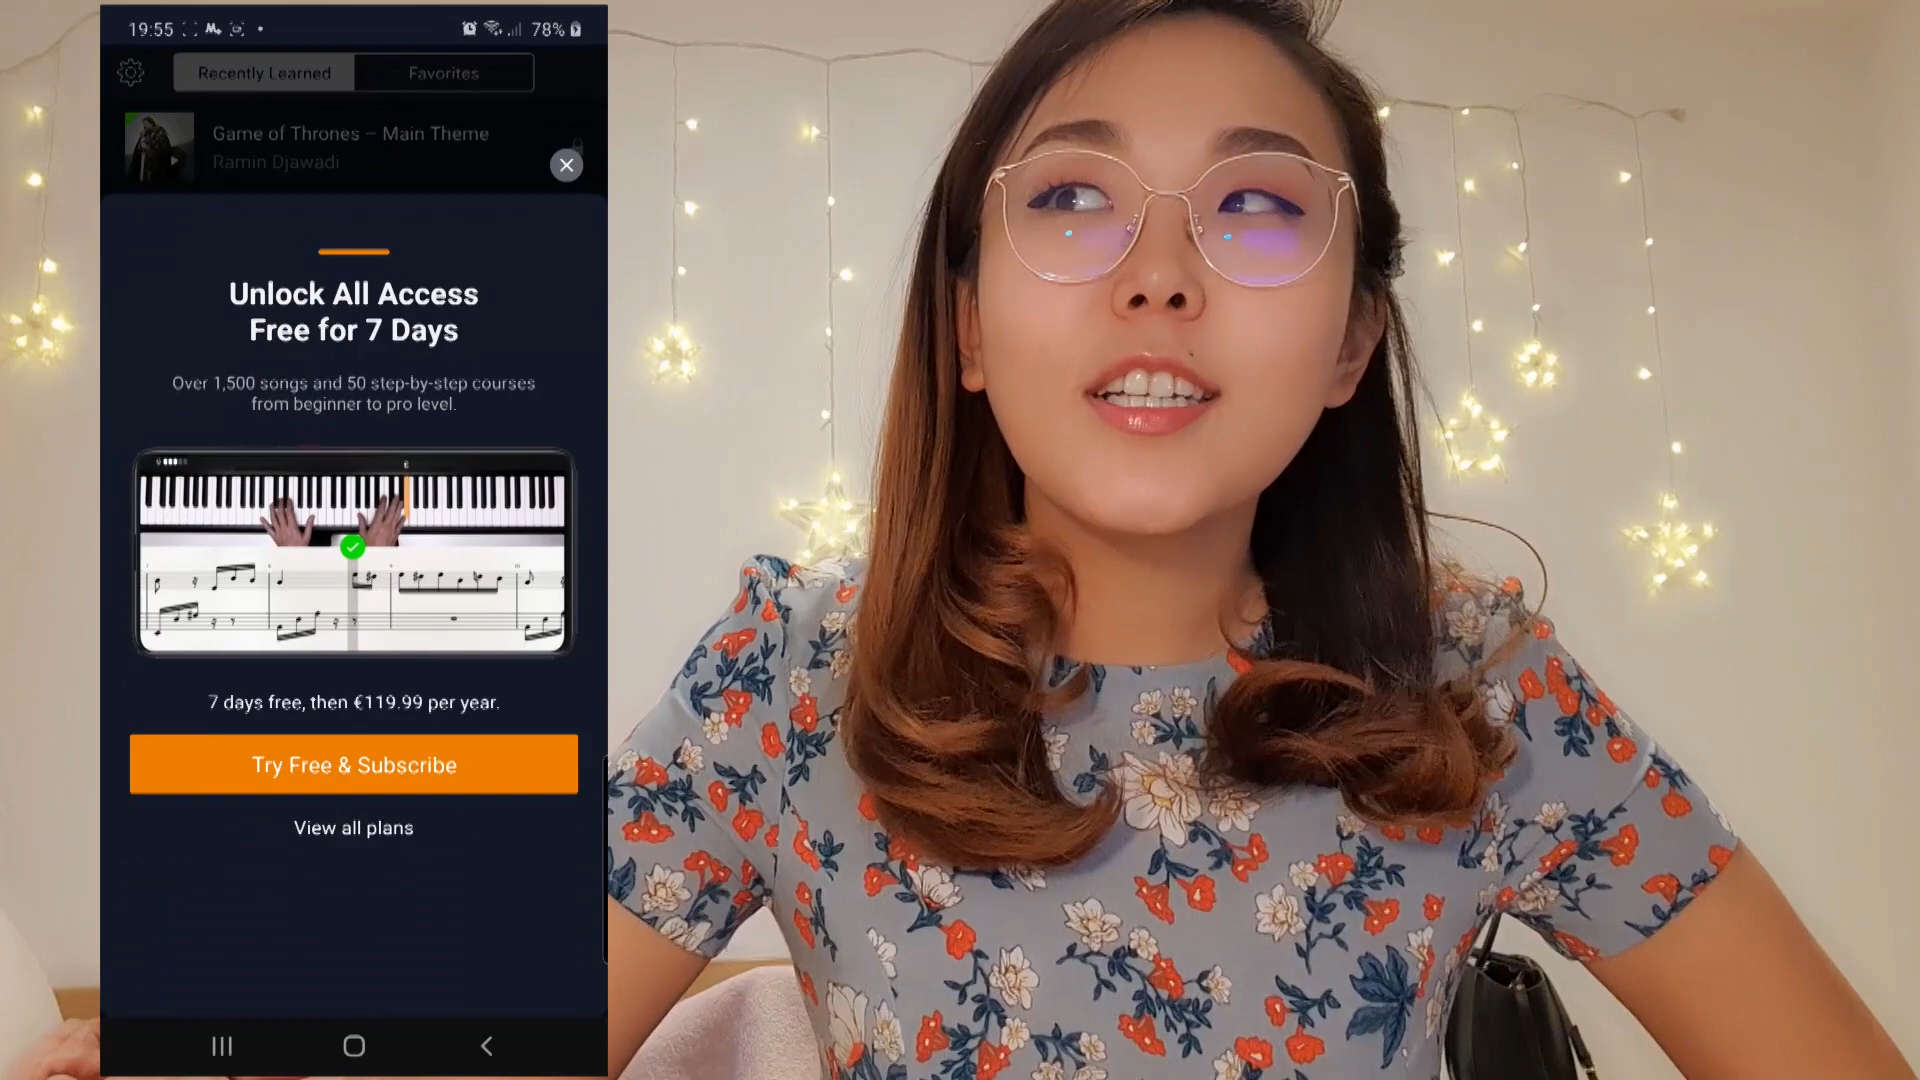 19:55
78%
Recently Learned
Favorites
Game of Thrones – Main Theme
Ramin Djawadi
Unlock All Access
Free for 7 Days
Over 1,500 songs and 50 step-by-step courses
from beginner to pro level.
7 days free, then €119.99 per year.
Try Free & Subscribe
View all plans